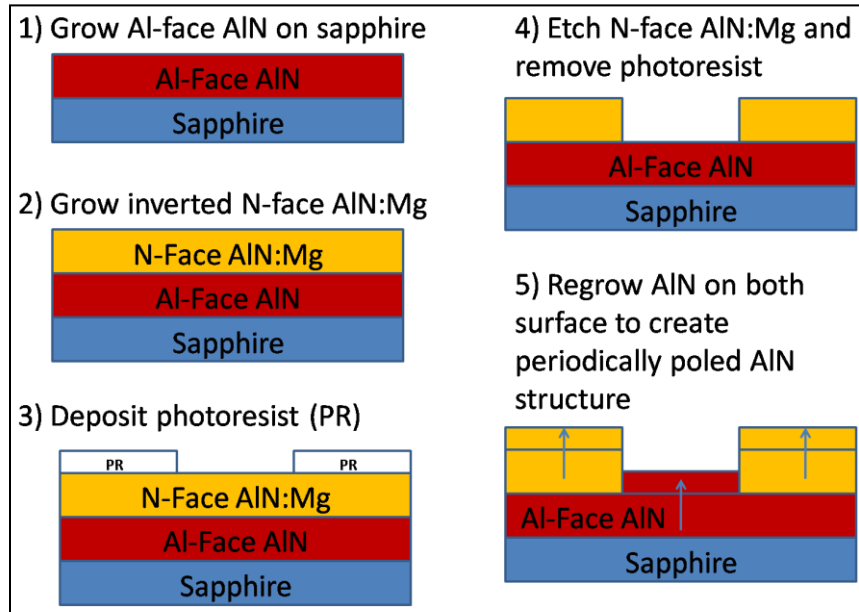 1) Grow Al-face AlN on sapphire
Al-Face AlN
Sapphire
2) Grow inverted N-face AlN:Mg
N-Face AlN:Mg
Al-Face AlN
Sapphire
3) Deposit photoresist (PR)
PR
PR
N-Face AlN:Mg
Al-Face AlN
Sapphire
4) Etch N-face AlN:Mg and
remove photoresist
Al-Face AlN
Sapphire
5) Regrow AlN on both
surface to create
periodically poled AlN
structure
Al-Face AlN
Sapphire